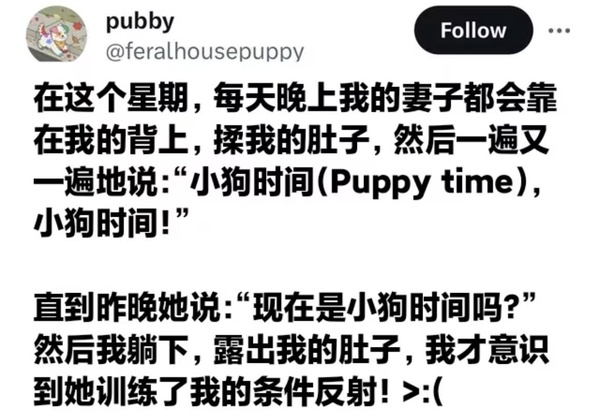 pubby
Follow
@feralhousepuppy
在这个星期，每天晚上我的妻子都会靠
在我的背上，揉我的肚子，然后一遍又
一遍地说:“小狗时间(Puppy time)，
小狗时间!”
直到昨晚她说:“现在是小狗时间吗?”
然后我躺下，露出我的肚子，我才意识
到她训练了我的条件反射! >:(